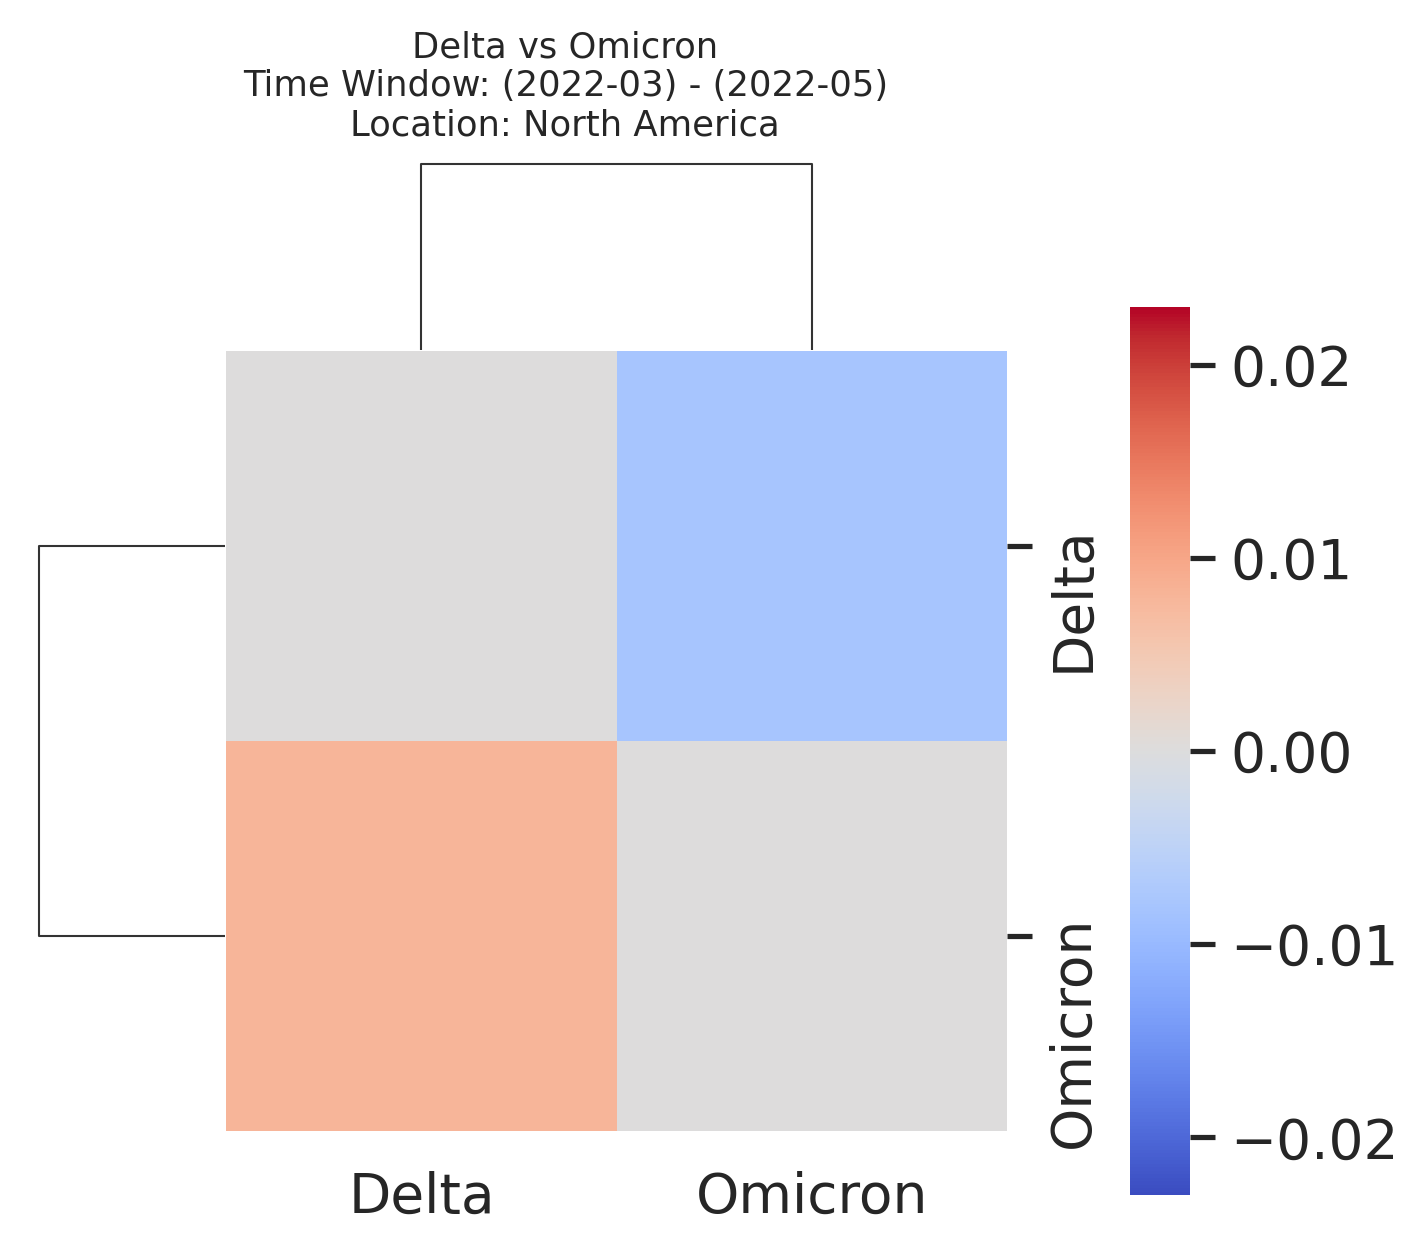 Delta vs Omicron
Time Window: (2022-03) - (2022-05)
Location: North America
Delta
Omicron
0.02
0.01
0.00
−0.01
−0.02
Delta
Omicron